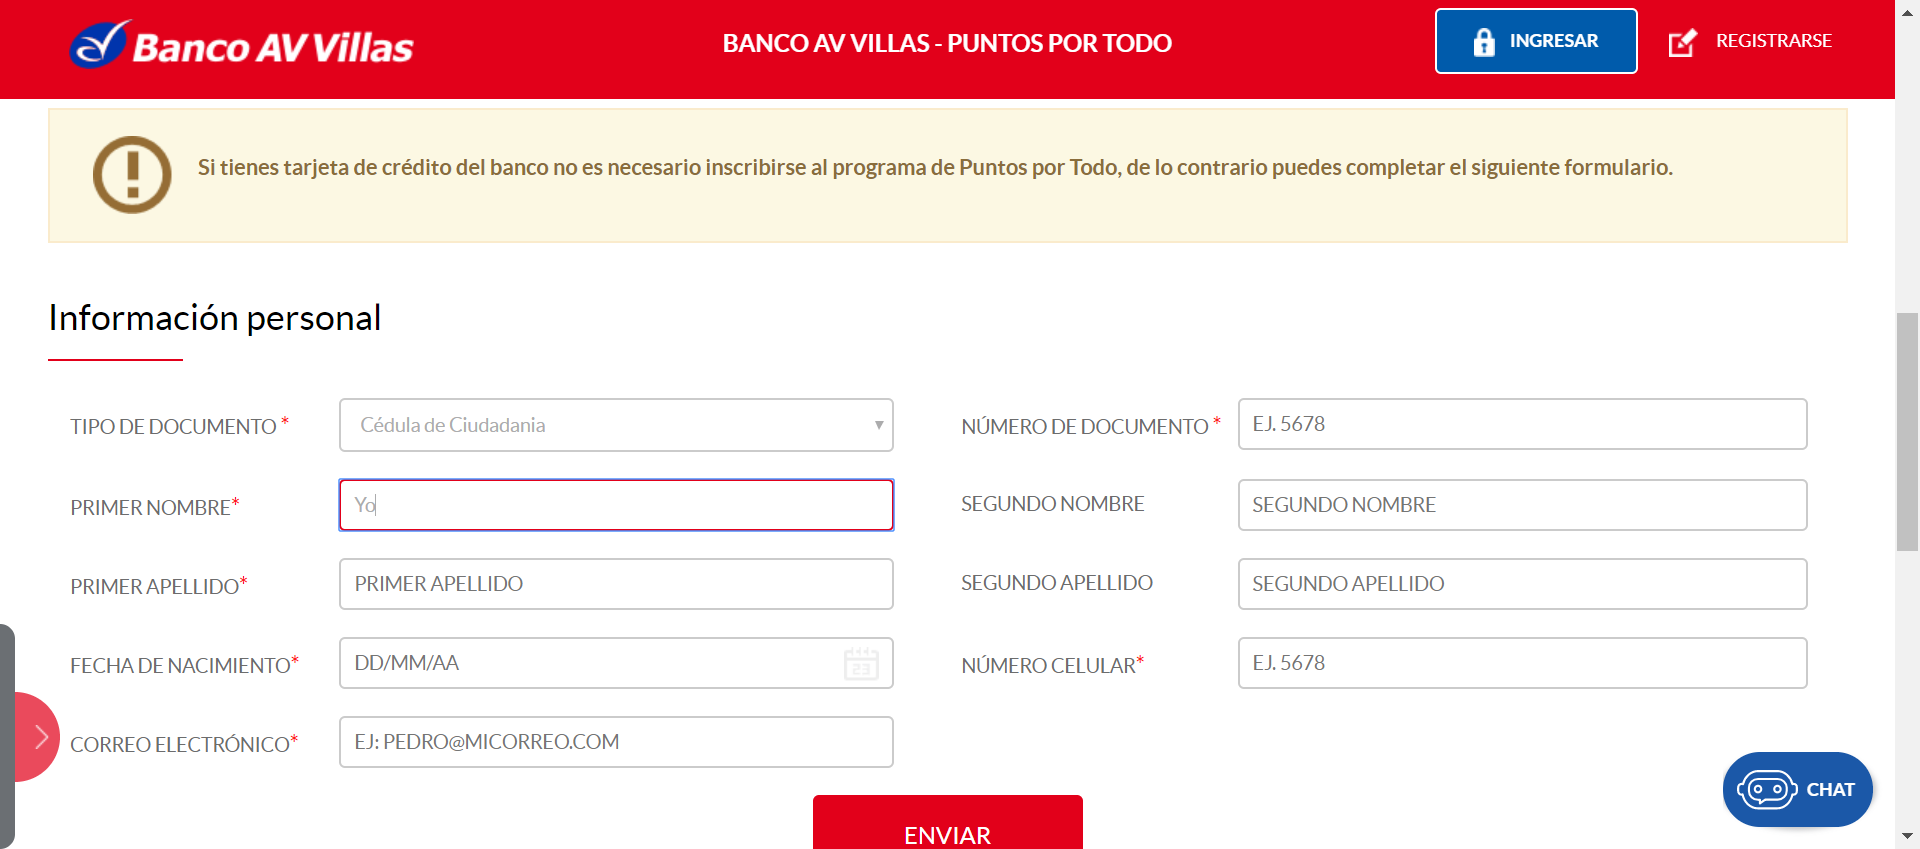 Banco AV Villas
BANCO AV VILLAS - PUNTOS POR TODO
INGRESAR
REGISTRARSE
Si tienes tarjeta de crédito del banco no es necesario inscribirse al programa de Puntos por Todo, de lo contrario puedes completar el siguiente formulario.
Información personal
TIPO DE DOCUMENTO *
Cédula de Ciudadania
NÚMERO DE DOCUMENTO *
EJ. 5678
PRIMER NOMBRE*
Yo
SEGUNDO NOMBRE
SEGUNDO NOMBRE
PRIMER APELLIDO*
PRIMER APELLIDO
SEGUNDO APELLIDO
SEGUNDO APELLIDO
FECHA DE NACIMIENTO*
DD/MM/AA
23
NÚMERO CELULAR*
EJ. 5678
CORREO ELECTRÓNICO*
EJ: PEDRO@MICORREO.COM
CHAT
ENVIAR